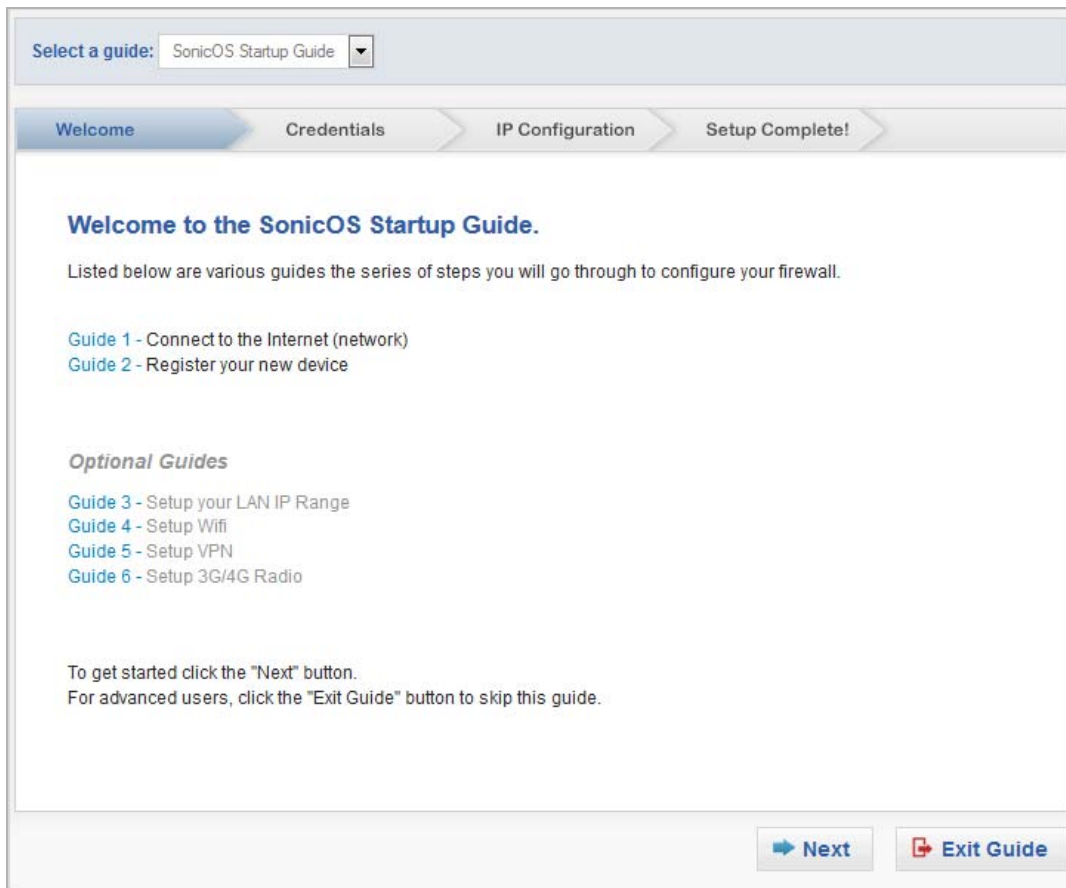 Select a guide: SonicOS Startup Guide
Welcome Credentials IP Configuration Setup Complete!
Welcome to the SonicOS Startup Guide.
Listed below are various guides the series of steps you will go through to configure your firewall.
Guide 1 - Connect to the Internet (network)
Guide 2 - Register your new device
Optional Guides
Guide 3 - Setup your LAN IP Range
Guide 4 - Setup Wifi
Guide 5 - Setup VPN
Guide 6 - Setup 3G/4G Radio
To get started click the "Next" button.
For advanced users, click the "Exit Guide" button to skip this guide.
Next Exit Guide